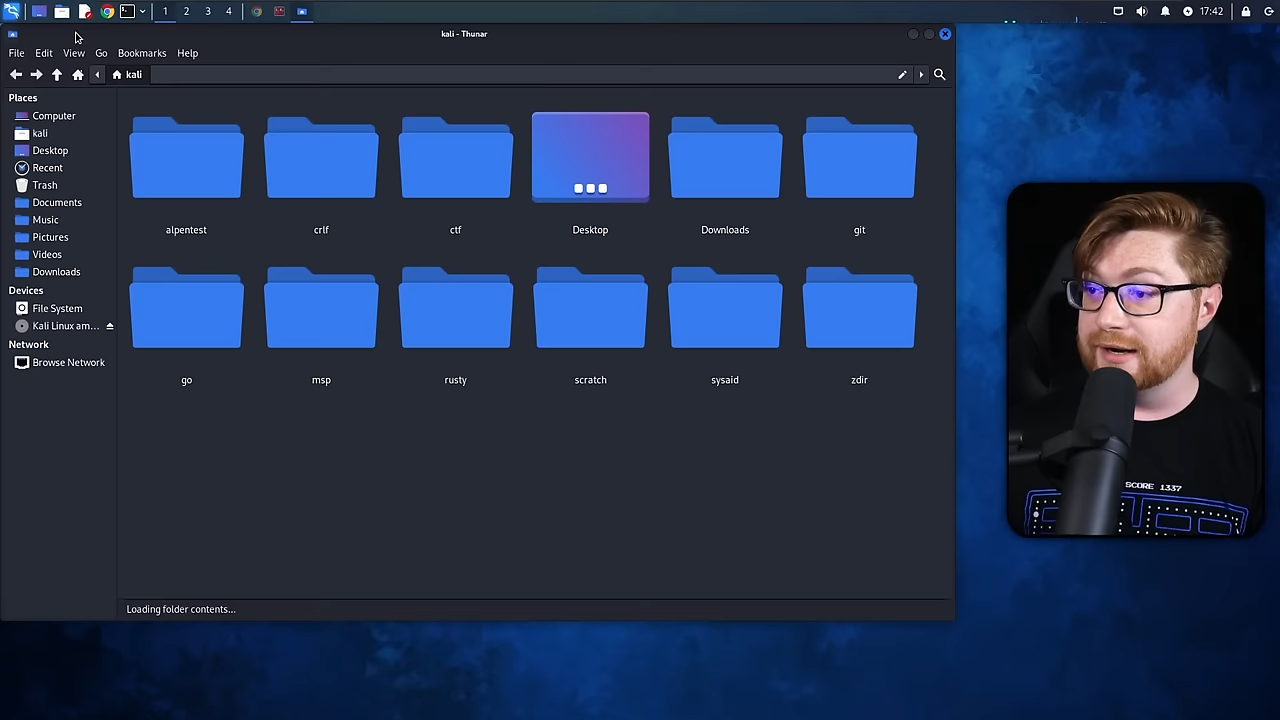 1 2 3 4
17:42
kali - Thunar
File Edit View Go Bookmarks Help
kali
Places
Computer
kali
Desktop
Recent
Trash
Documents
Music
Pictures
Videos
Downloads
Devices
File System
Kali Linux am...
Network
Browse Network
alpentest crlf ctf Desktop Downloads git
go msp rusty scratch sysaid zdir
Loading folder contents...
SCORE 1337